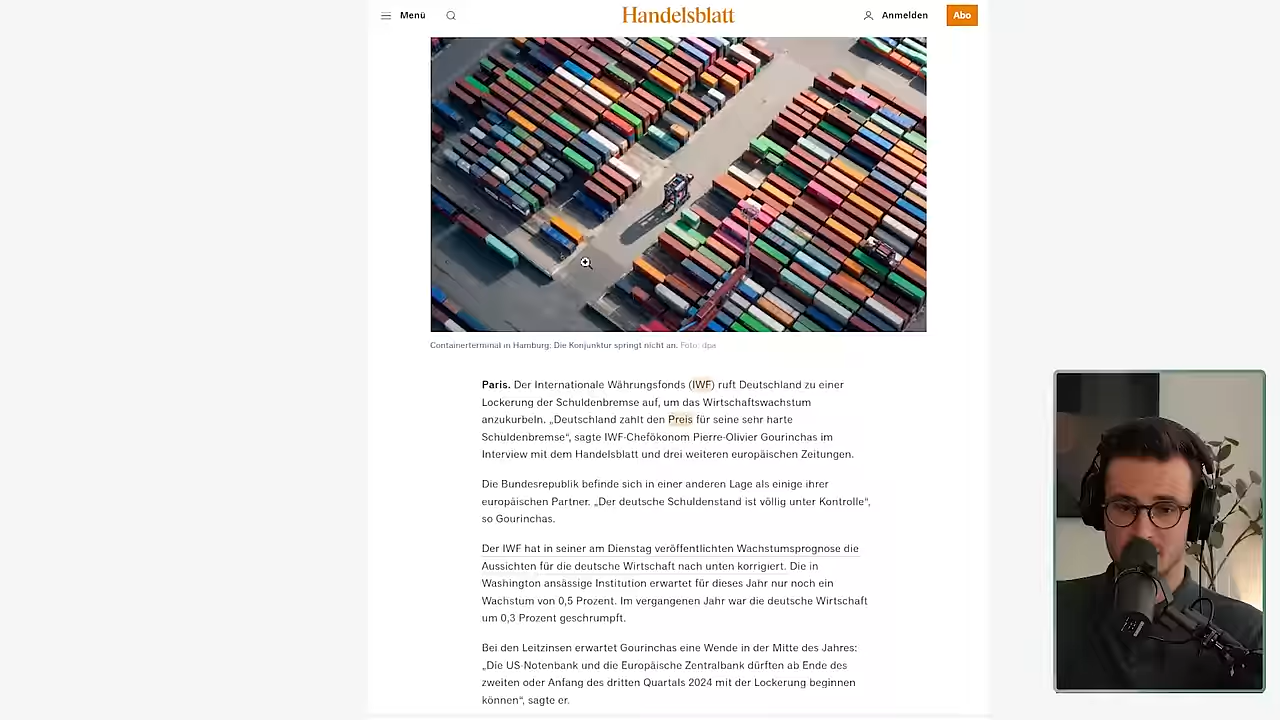 Menü
Handelsblatt
Anmelden
Abo
Containerterminal in Hamburg: Die Konjunktur springt nicht an. Foto: dpa
Paris. Der Internationale Währungsfonds (IWF) ruft Deutschland zu einer
Lockerung der Schuldenbremse auf, um das Wirtschaftswachstum
anzukurbeln. „Deutschland zahlt den Preis für seine sehr harte
Schuldenbremse“, sagte IWF-Chefökonom Pierre-Olivier Gourinchas im
Interview mit dem Handelsblatt und drei weiteren europäischen Zeitungen.
Die Bundesrepublik befinde sich in einer anderen Lage als einige ihrer
europäischen Partner. „Der deutsche Schuldenstand ist völlig unter Kontrolle“,
so Gourinchas.
Der IWF hat in seiner am Dienstag veröffentlichten Wachstumsprognose die
Aussichten für die deutsche Wirtschaft nach unten korrigiert. Die in
Washington ansässige Institution erwartet für dieses Jahr nur noch ein
Wachstum von 0,5 Prozent. Im vergangenen Jahr war die deutsche Wirtschaft
um 0,3 Prozent geschrumpft.
Bei den Leitzinsen erwartet Gourinchas eine Wende in der Mitte des Jahres:
„Die US-Notenbank und die Europäische Zentralbank dürften ab Ende des
zweiten oder Anfang des dritten Quartals 2024 mit der Lockerung beginnen
können“, sagte er.